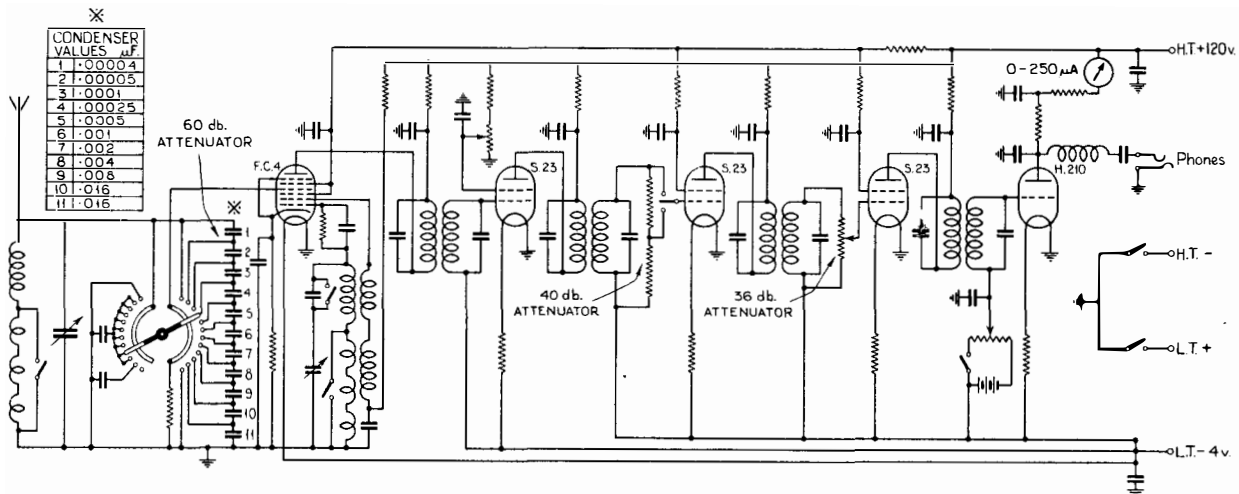 ※
CONDENSER
VALUES µF.
1 ·00004
2 ·00005
3 ·0001
4 ·00025
5 ·0005
6 ·001
7 ·002
8 ·004
9 ·008
10 ·016
11 ·016
60 db.
ATTENUATOR
※
1
2
3
4
5
6
7
8
9
10
11
F.C.4
S.23
40 db.
ATTENUATOR
S.23
36 db.
ATTENUATOR
S.23
0-250µA
H.T.+120v.
H.210
Phones
H.T. -
L.T. +
L.T.-4v.